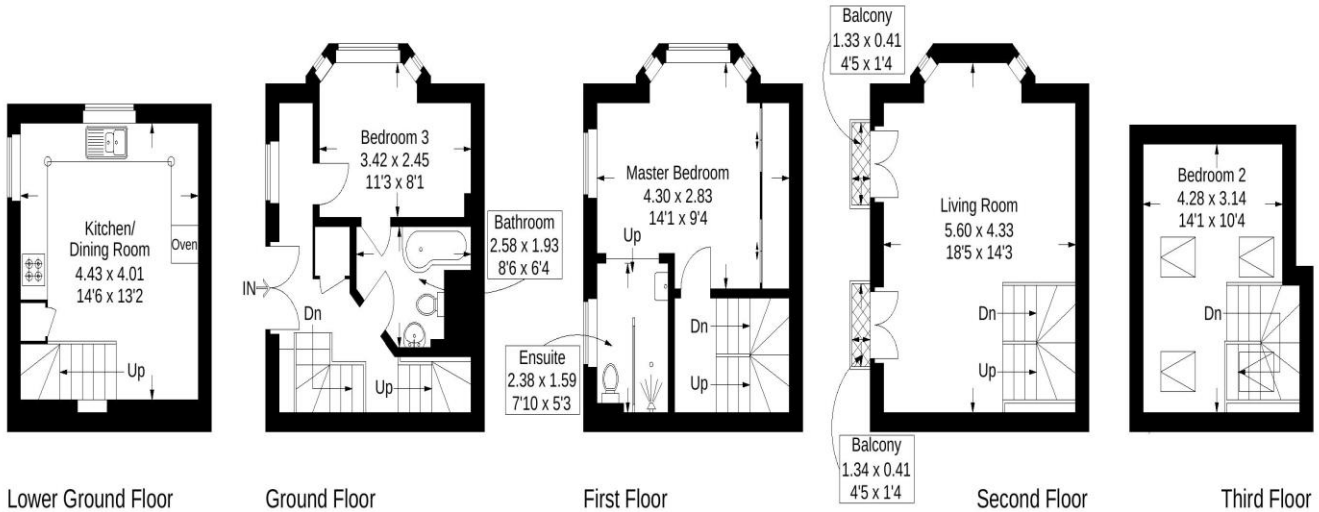 Kitchen/
Dining Room
4.43 x 4.01
14'6 x 13'2
Oven
Up
Lower Ground Floor
Bedroom 3
3.42 x 2.45
11'3 x 8'1
Bathroom
2.58 x 1.93
8'6 x 6'4
IN
Dn
Up
Ground Floor
Master Bedroom
4.30 x 2.83
14'1 x 9'4
Up
Ensuite
2.38 x 1.59
7'10 x 5'3
Dn
Up
First Floor
Balcony
1.33 x 0.41
4'5 x 1'4
Living Room
5.60 x 4.33
18'5 x 14'3
Dn
Up
Balcony
1.34 x 0.41
4'5 x 1'4
Second Floor
Bedroom 2
4.28 x 3.14
14'1 x 10'4
Dn
Third Floor